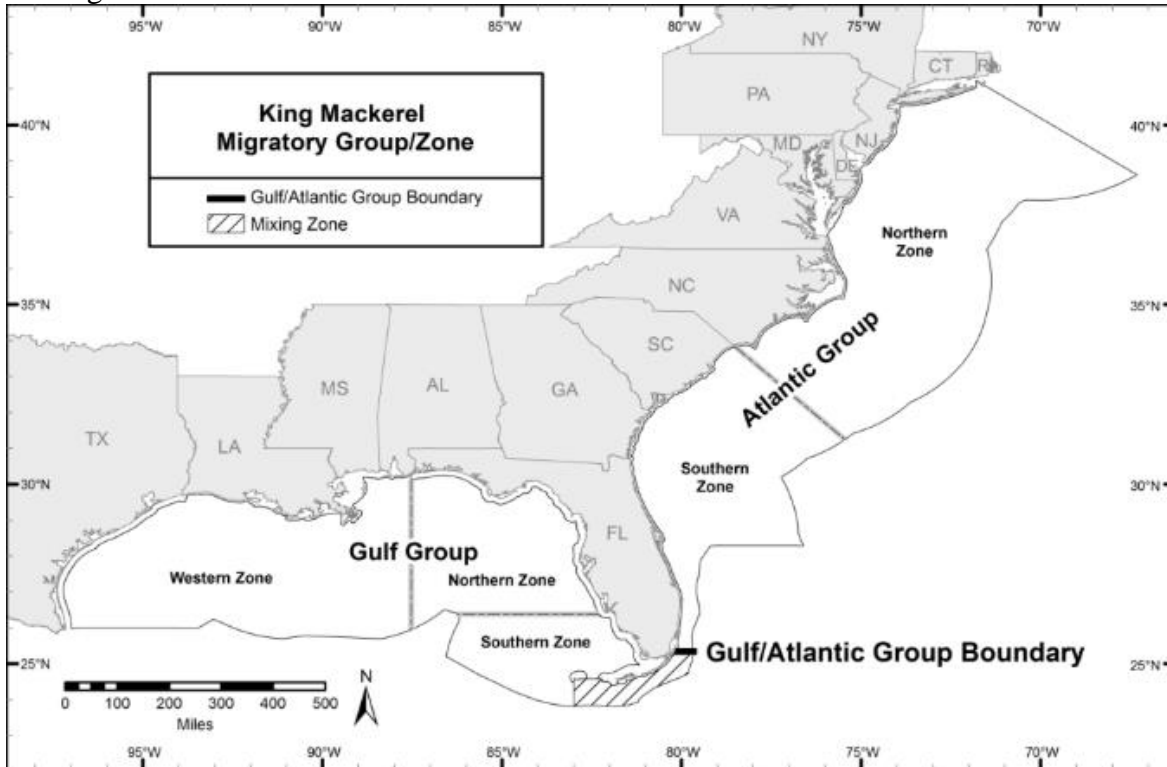 95°W 90°W 85°W 80°W 75°W 70°W
King Mackerel
Migratory Group/Zone
Gulf/Atlantic Group Boundary
Mixing Zone
NY
CT
PA
40°N
40°N
NJ
MD
DE
VA
Northern
Zone
NC
35°N
35°N
Atlantic Group
SC
MS
AL
GA
TX
LA
Southern
Zone
30°N
30°N
FL
Gulf Group
Western Zone
Northern Zone
Southern Zone
Gulf/Atlantic Group Boundary
25°N
25°N
N
0 100 200 300 400 500
Miles
95°W 90°W 85°W 80°W 75°W 70°W